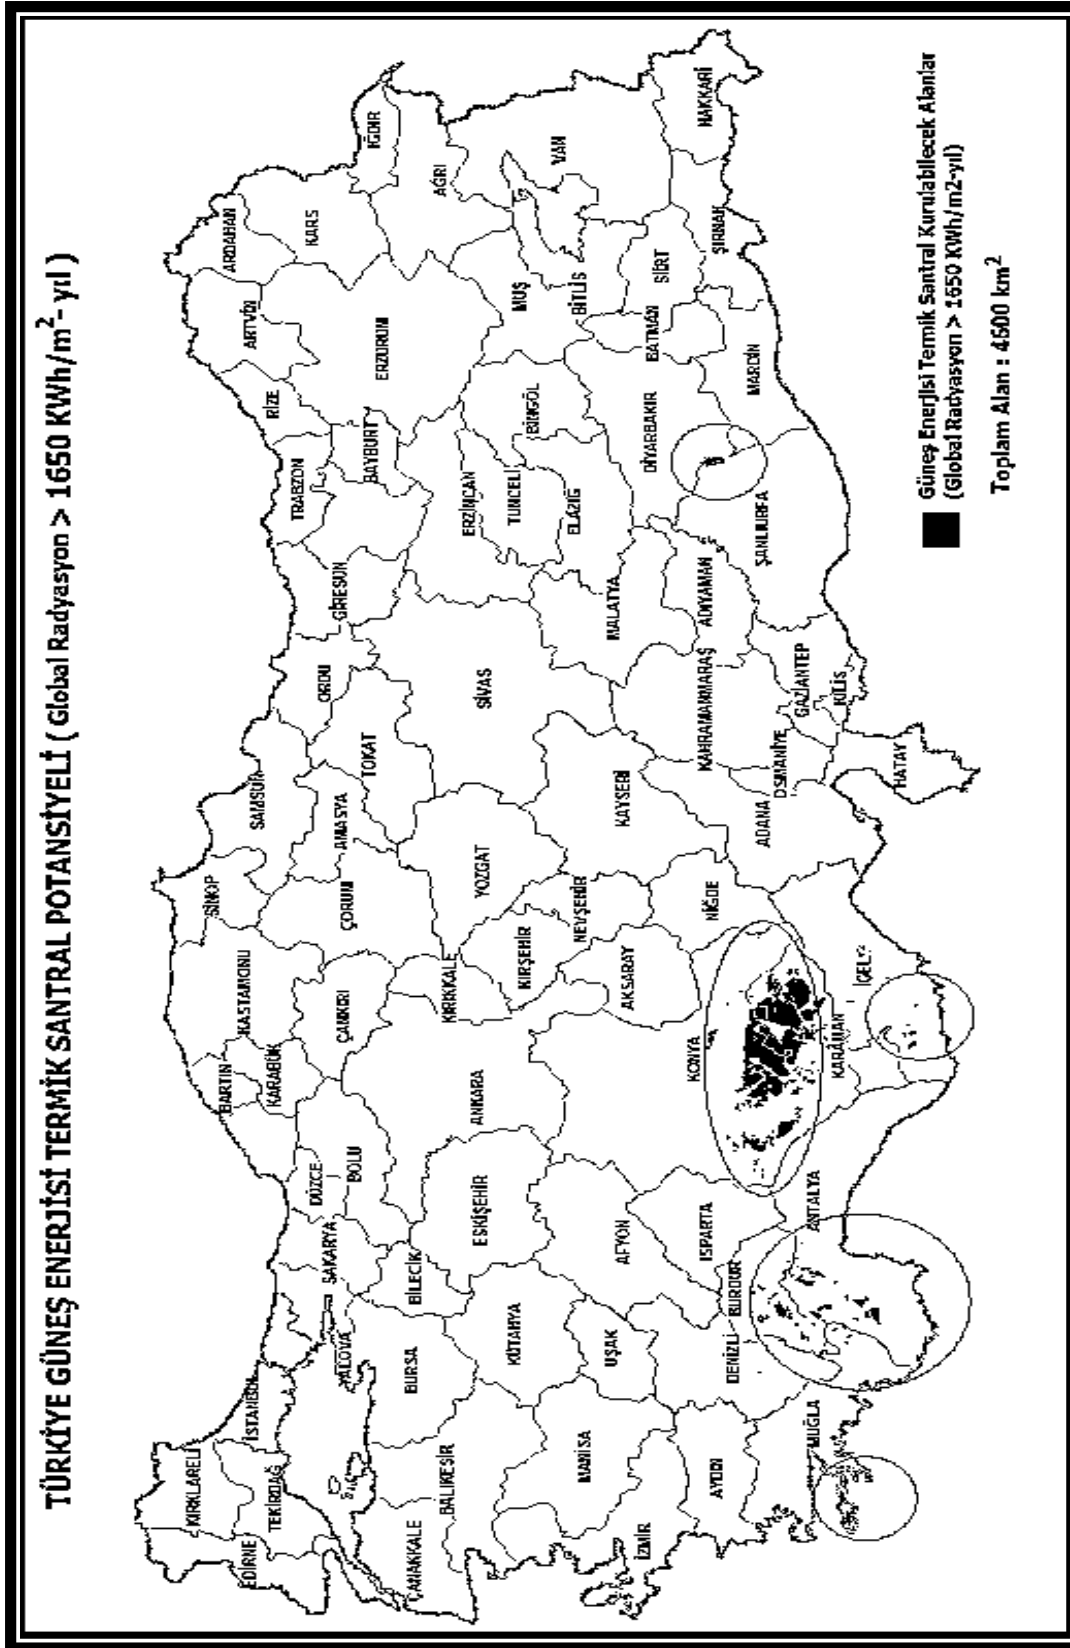 TÜRKİYE GÜNEŞ ENERJİSİ TERMİK SANTRAL POTANSİYELİ ( Global Radyasyon > 1650 KWh/m²- yıl )
KIRKLARELİ
EDİRNE
TEKİRDAĞ
İSTANBUL
ÇANAKKALE
BALIKESİR
BURSA
YALOVA
SAKARYA
BİLECİK
DÜZCE
BOLU
BARTIN
KARABÜK
KASTAMONU
ÇANKIRI
SİNOP
SAMSUN
ÇORUM
AMASYA
TOKAT
ORDU
GİRESUN
TRABZON
RİZE
ARTVİN
ARDAHAN
KARS
IĞDIR
AĞRI
BAYBURT
ERZURUM
ERZİNCAN
TUNCELİ
BİNGÖL
MUŞ
BİTLİS
VAN
HAKKARİ
ŞIRNAK
SİİRT
BATMAN
MARDİN
DİYARBAKIR
ELAZIĞ
MALATYA
ADIYAMAN
ŞANLIURFA
GAZİANTEP
KİLİS
HATAY
OSMANİYE
KAHRAMANMARAŞ
ADANA
KAYSERİ
SİVAS
YOZGAT
KIRIKKALE
KIRŞEHİR
NEVŞEHİR
AKSARAY
NİĞDE
İÇEL
KARAMAN
KONYA
ANKARA
ESKİŞEHİR
KÜTAHYA
UŞAK
AFYON
ISPARTA
BURDUR
ANTALYA
DENİZLİ
MUĞLA
AYDIN
MANİSA
İZMİR
Güneş Enerjisi Termik Santral Kurulabilecek Alanlar
(Global Radyasyon > 1650 KWh/m2-yıl)
Toplam Alan : 4600 km²